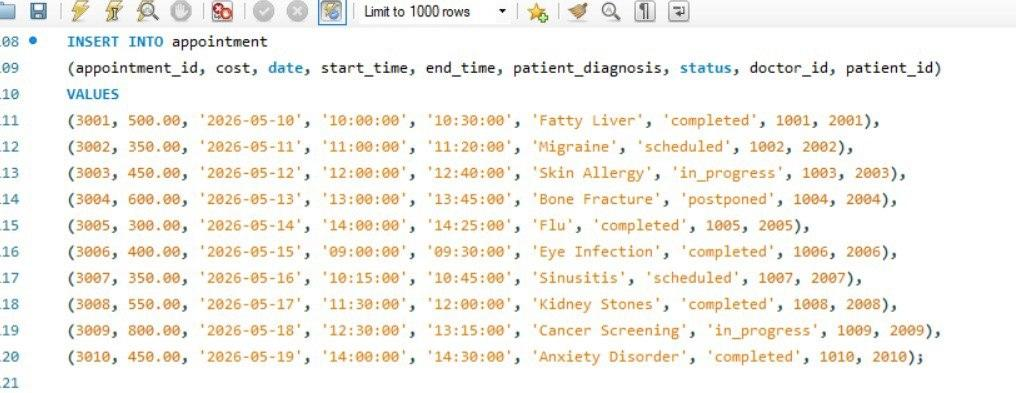 Limit to 1000 rows
108 INSERT INTO appointment
109 (appointment_id, cost, date, start_time, end_time, patient_diagnosis, status, doctor_id, patient_id)
110 VALUES
111 (3001, 500.00, '2026-05-10', '10:00:00', '10:30:00', 'Fatty Liver', 'completed', 1001, 2001),
112 (3002, 350.00, '2026-05-11', '11:00:00', '11:20:00', 'Migraine', 'scheduled', 1002, 2002),
113 (3003, 450.00, '2026-05-12', '12:00:00', '12:40:00', 'Skin Allergy', 'in_progress', 1003, 2003),
114 (3004, 600.00, '2026-05-13', '13:00:00', '13:45:00', 'Bone Fracture', 'postponed', 1004, 2004),
115 (3005, 300.00, '2026-05-14', '14:00:00', '14:25:00', 'Flu', 'completed', 1005, 2005),
116 (3006, 400.00, '2026-05-15', '09:00:00', '09:30:00', 'Eye Infection', 'completed', 1006, 2006),
117 (3007, 350.00, '2026-05-16', '10:15:00', '10:45:00', 'Sinusitis', 'scheduled', 1007, 2007),
118 (3008, 550.00, '2026-05-17', '11:30:00', '12:00:00', 'Kidney Stones', 'completed', 1008, 2008),
119 (3009, 800.00, '2026-05-18', '12:30:00', '13:15:00', 'Cancer Screening', 'in_progress', 1009, 2009),
120 (3010, 450.00, '2026-05-19', '14:00:00', '14:30:00', 'Anxiety Disorder', 'completed', 1010, 2010);
121